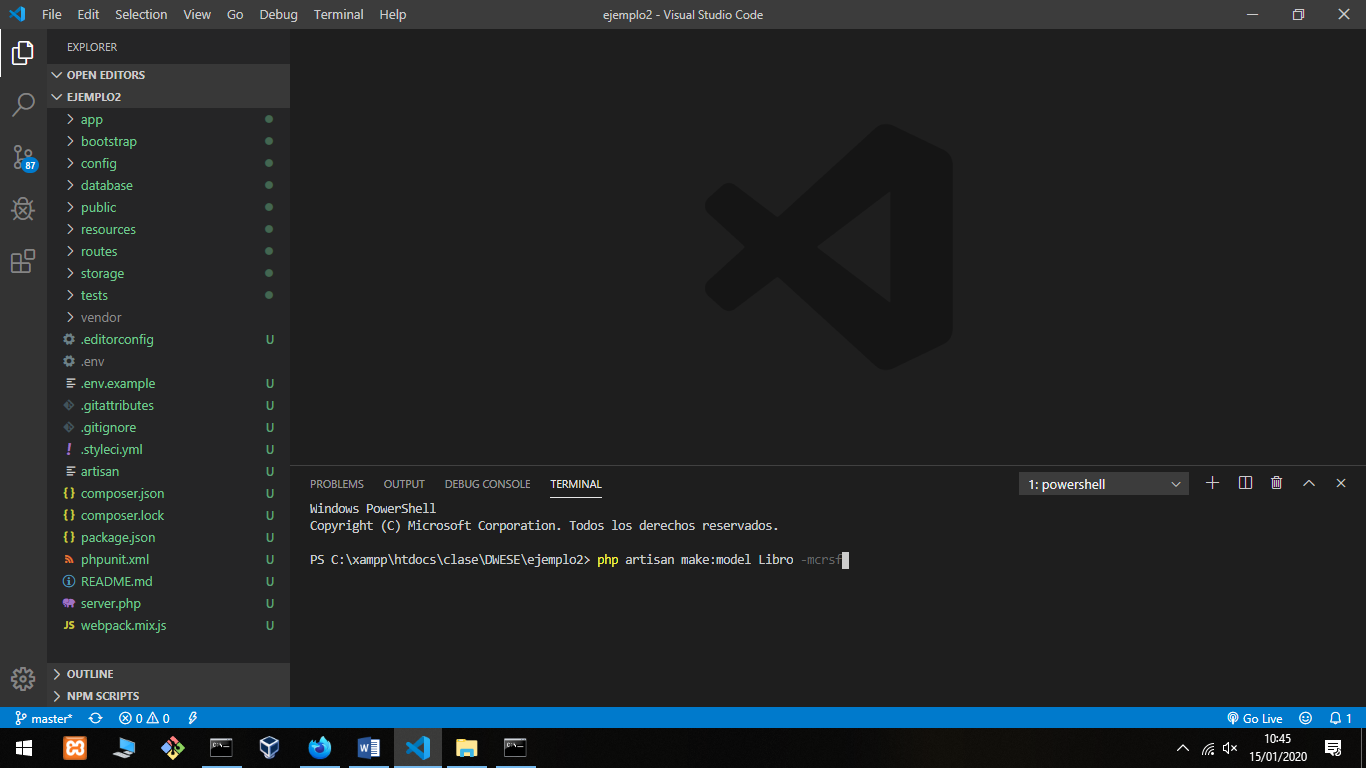 File Edit Selection View Go Debug Terminal Help
ejemplo2 - Visual Studio Code
EXPLORER
OPEN EDITORS
EJEMPLO2
app
bootstrap
config
database
public
resources
routes
storage
tests
vendor
.editorconfig U
.env
.env.example U
.gitattributes U
.gitignore U
! .styleci.yml U
artisan U
{} composer.json U
{} composer.lock U
{} package.json U
phpunit.xml U
README.md U
server.php U
JS webpack.mix.js U
OUTLINE
NPM SCRIPTS
87
PROBLEMS OUTPUT DEBUG CONSOLE TERMINAL
1: powershell
Windows PowerShell
Copyright (C) Microsoft Corporation. Todos los derechos reservados.
PS C:\xampp\htdocs\clase\DWESE\ejemplo2> php artisan make:model Libro -mcrsf
master* 0 0
Go Live 1
10:45
15/01/2020